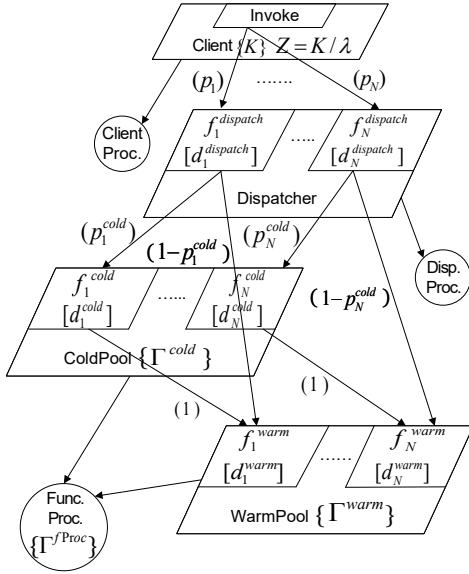 Invoke
Client {K} Z = K / λ
(p_1) ....... (p_N)
Client
Proc.
f_1^{dispatch} ..... f_N^{dispatch}
[d_1^{dispatch}] [d_N^{dispatch}]
Dispatcher
(p_1^{cold}) (1-p_1^{cold}) (p_N^{cold})
Disp.
Proc.
f_1^{cold} ...... f_N^{cold}
[d_1^{cold}] [d_N^{cold}]
(1-p_N^{cold})
ColdPool {Γ^{cold}}
(1) (1)
f_1^{warm} ...... f_N^{warm}
[d_1^{warm}] [d_N^{warm}]
WarmPool {Γ^{warm}}
Func.
Proc.
{Γ^{fProc}}